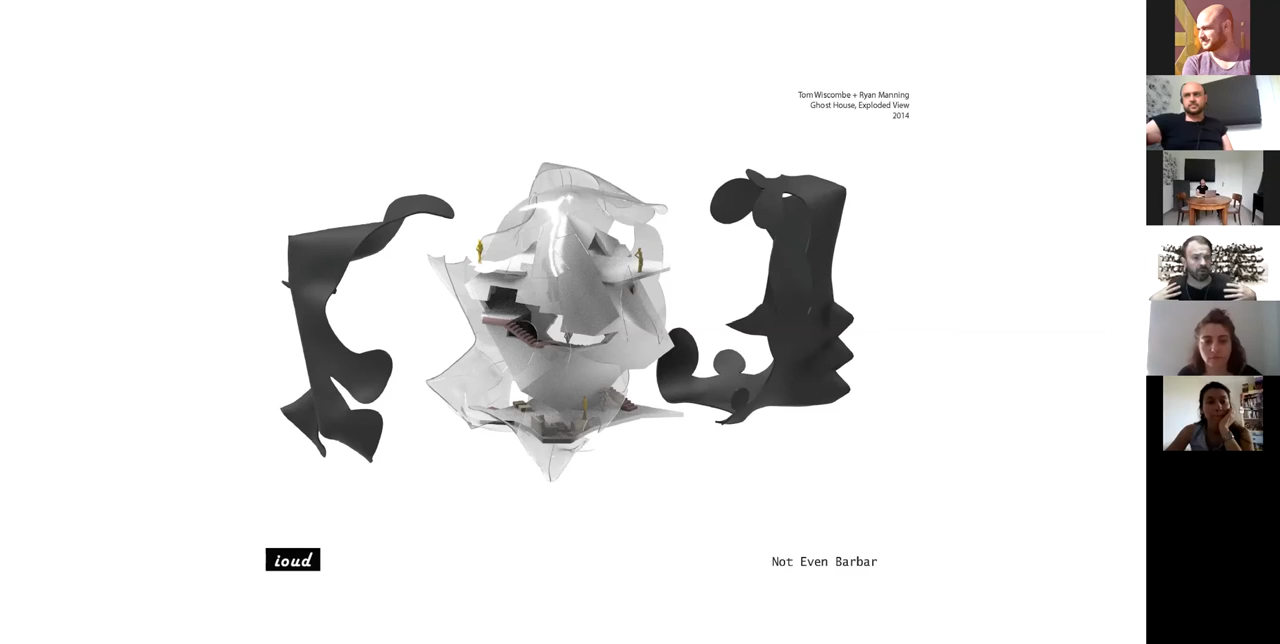 Tom Wiscombe + Ryan Manning
Ghost House, Exploded View
2014
ioud
Not Even Barbar